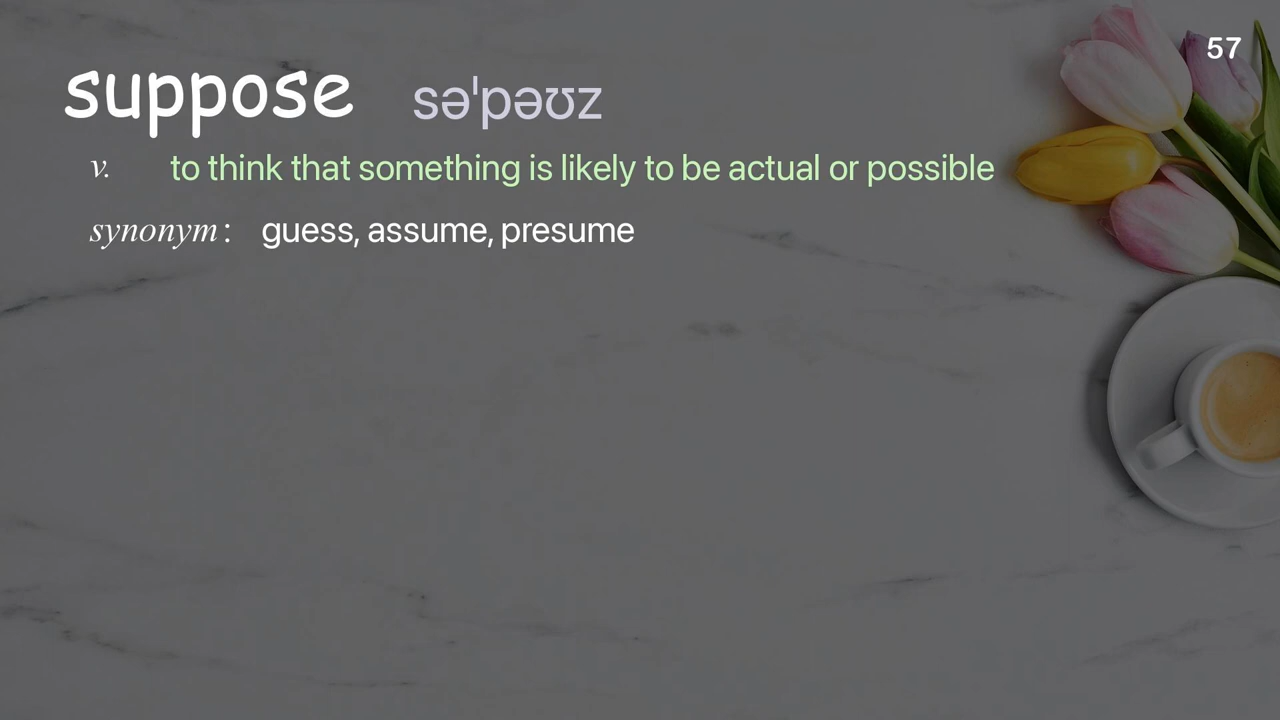 57
suppose səˈpəʊz
v. to think that something is likely to be actual or possible
synonym: guess, assume, presume